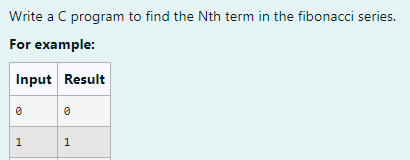 Write a C program to find the Nth term in the fibonacci series.
For example:
Input Result
0 0
1 1